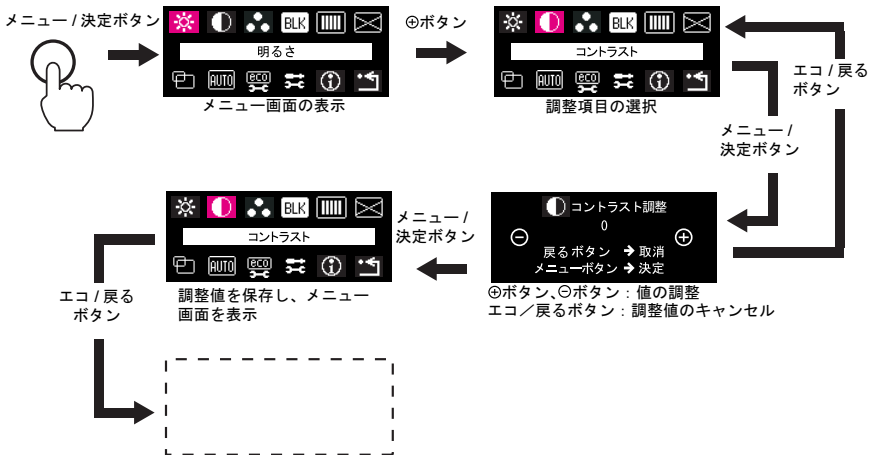 メニュー / 決定ボタン
BLK
明るさ
AUTO
eco
メニュー画面の表示
⊕ボタン
BLK
コントラスト
AUTO
eco
調整項目の選択
エコ / 戻る
ボタン
メニュー /
決定ボタン
コントラスト調整
0
戻るボタン ➔ 取消
メニューボタン ➔ 決定
⊕ボタン、⊖ボタン：値の調整
エコ／戻るボタン：調整値のキャンセル
メニュー /
決定ボタン
BLK
コントラスト
AUTO
eco
調整値を保存し、メニュー
画面を表示
エコ / 戻る
ボタン